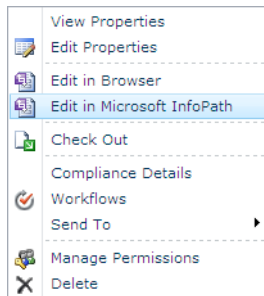 View Properties
Edit Properties
Edit in Browser
Edit in Microsoft InfoPath
Check Out
Compliance Details
Workflows
Send To
Manage Permissions
Delete